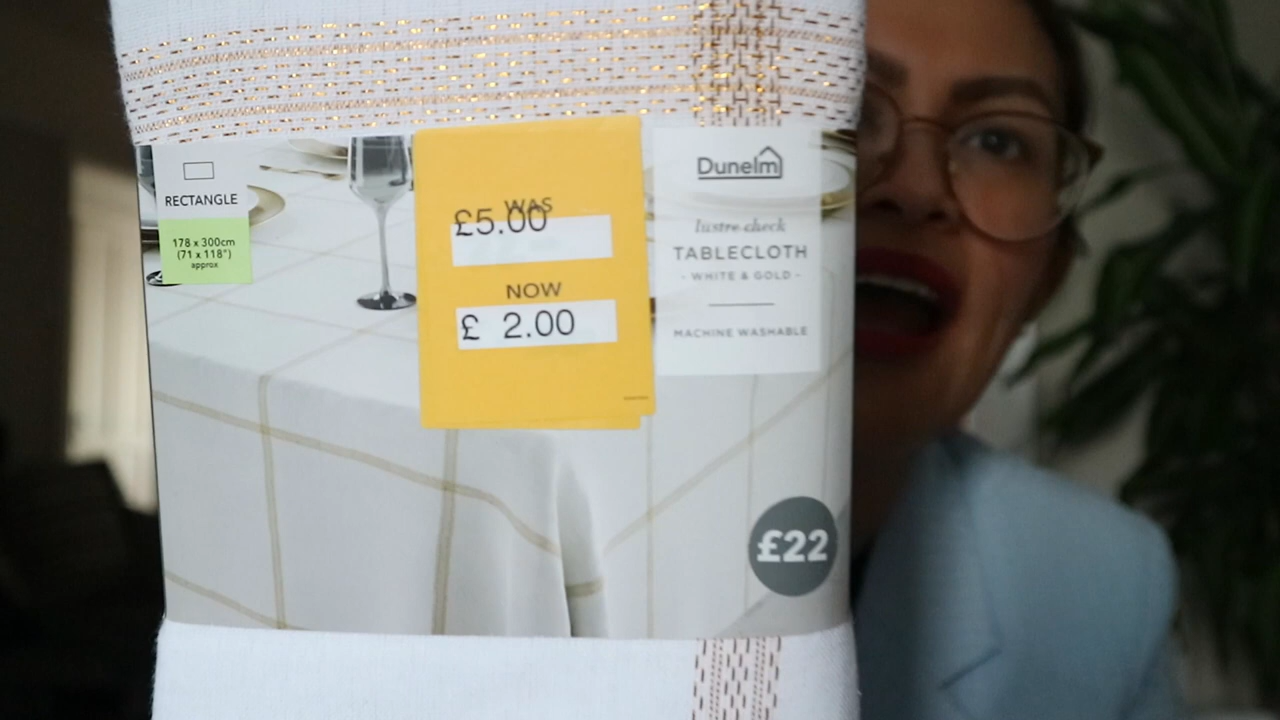 RECTANGLE
178 x 300cm
(71 x 118")
approx
WAS
£5.00
NOW
£ 2.00
Dunelm
lustre check
TABLECLOTH
- WHITE & GOLD -
MACHINE WASHABLE
£22